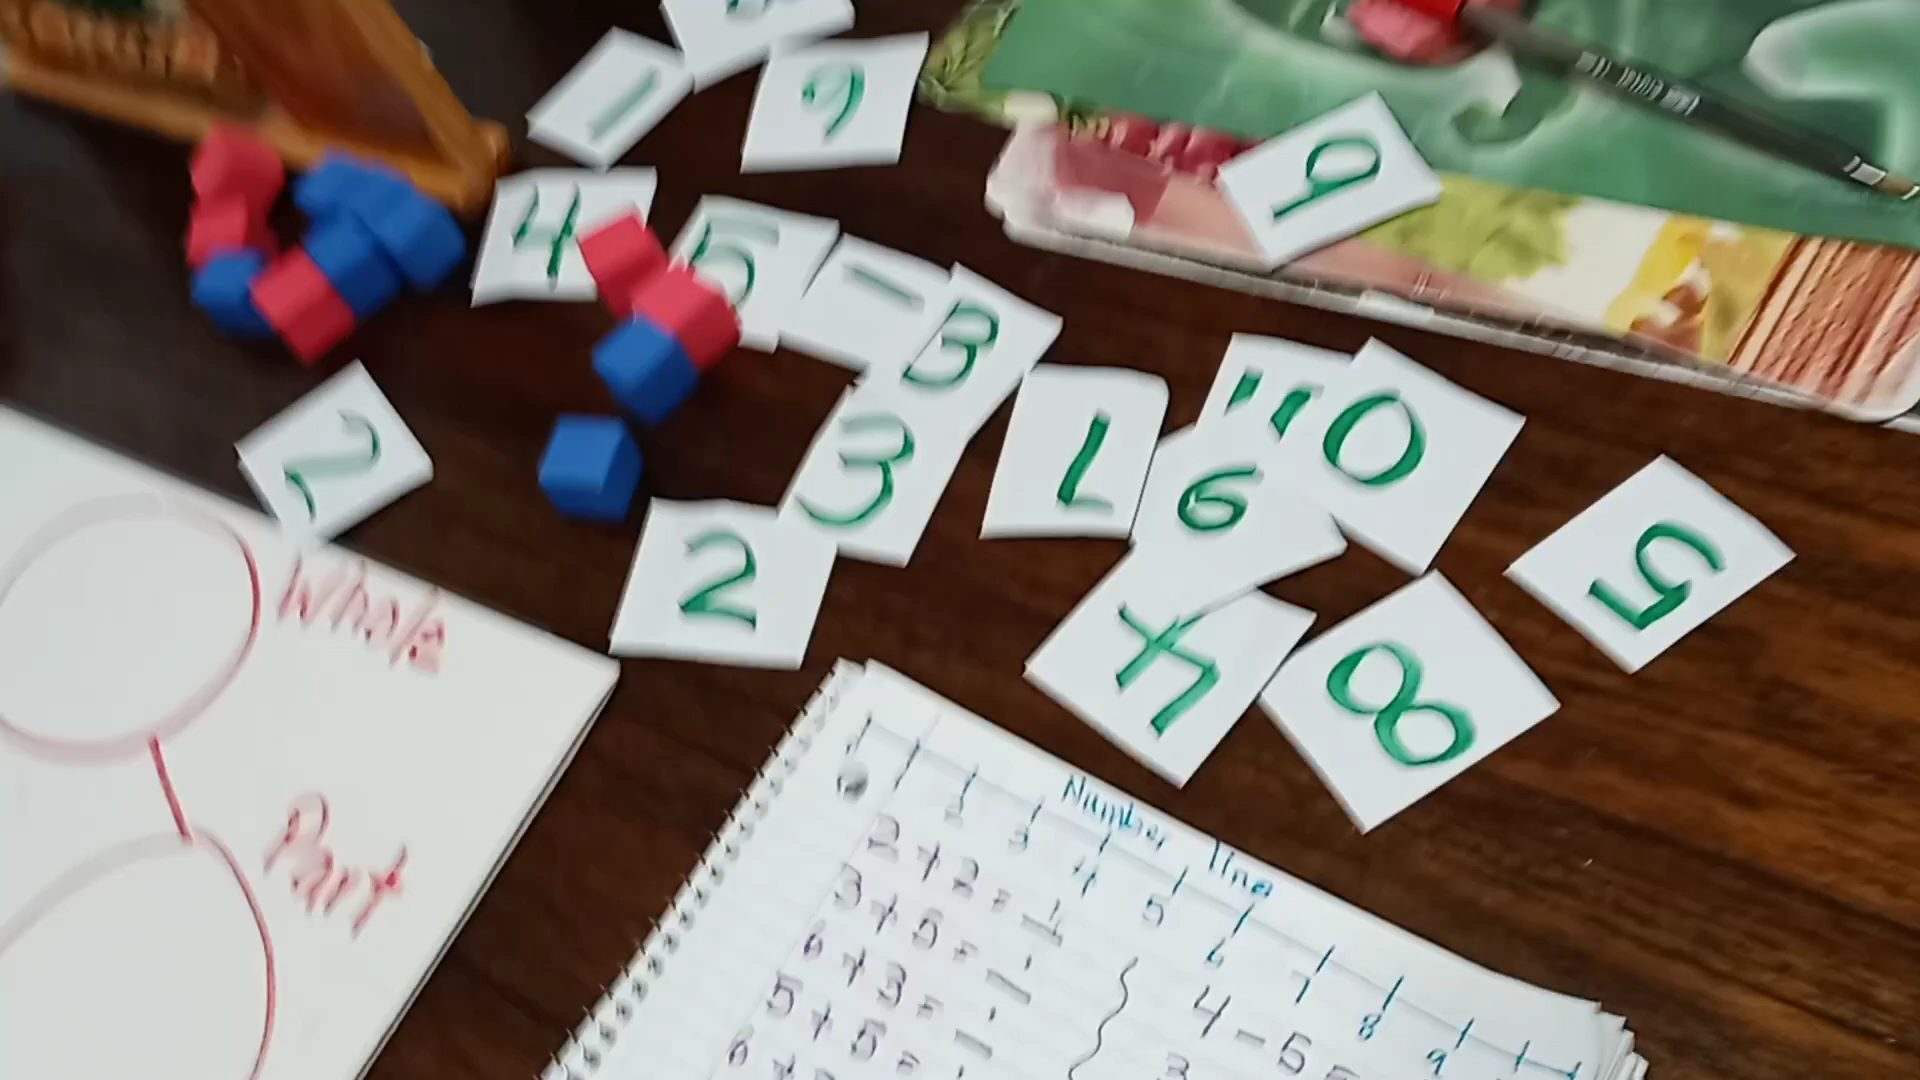 1
9
9
4
5
-
3
3
1
6
0
2
2
4
8
5
Whole
Part
Number line
2 3 4 5 6 7 8 9
2 + 2 =
3 + 5 =
6 + 3 =
5 + 5 =
6 +
4 - 5
3